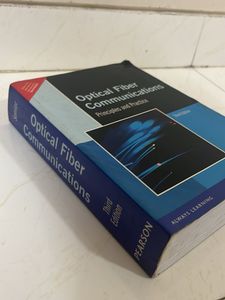 Optical Fiber
Communications
Principles and Practice
Optical Fiber
Communications
Third Edition
PEARSON
ALWAYS LEARNING